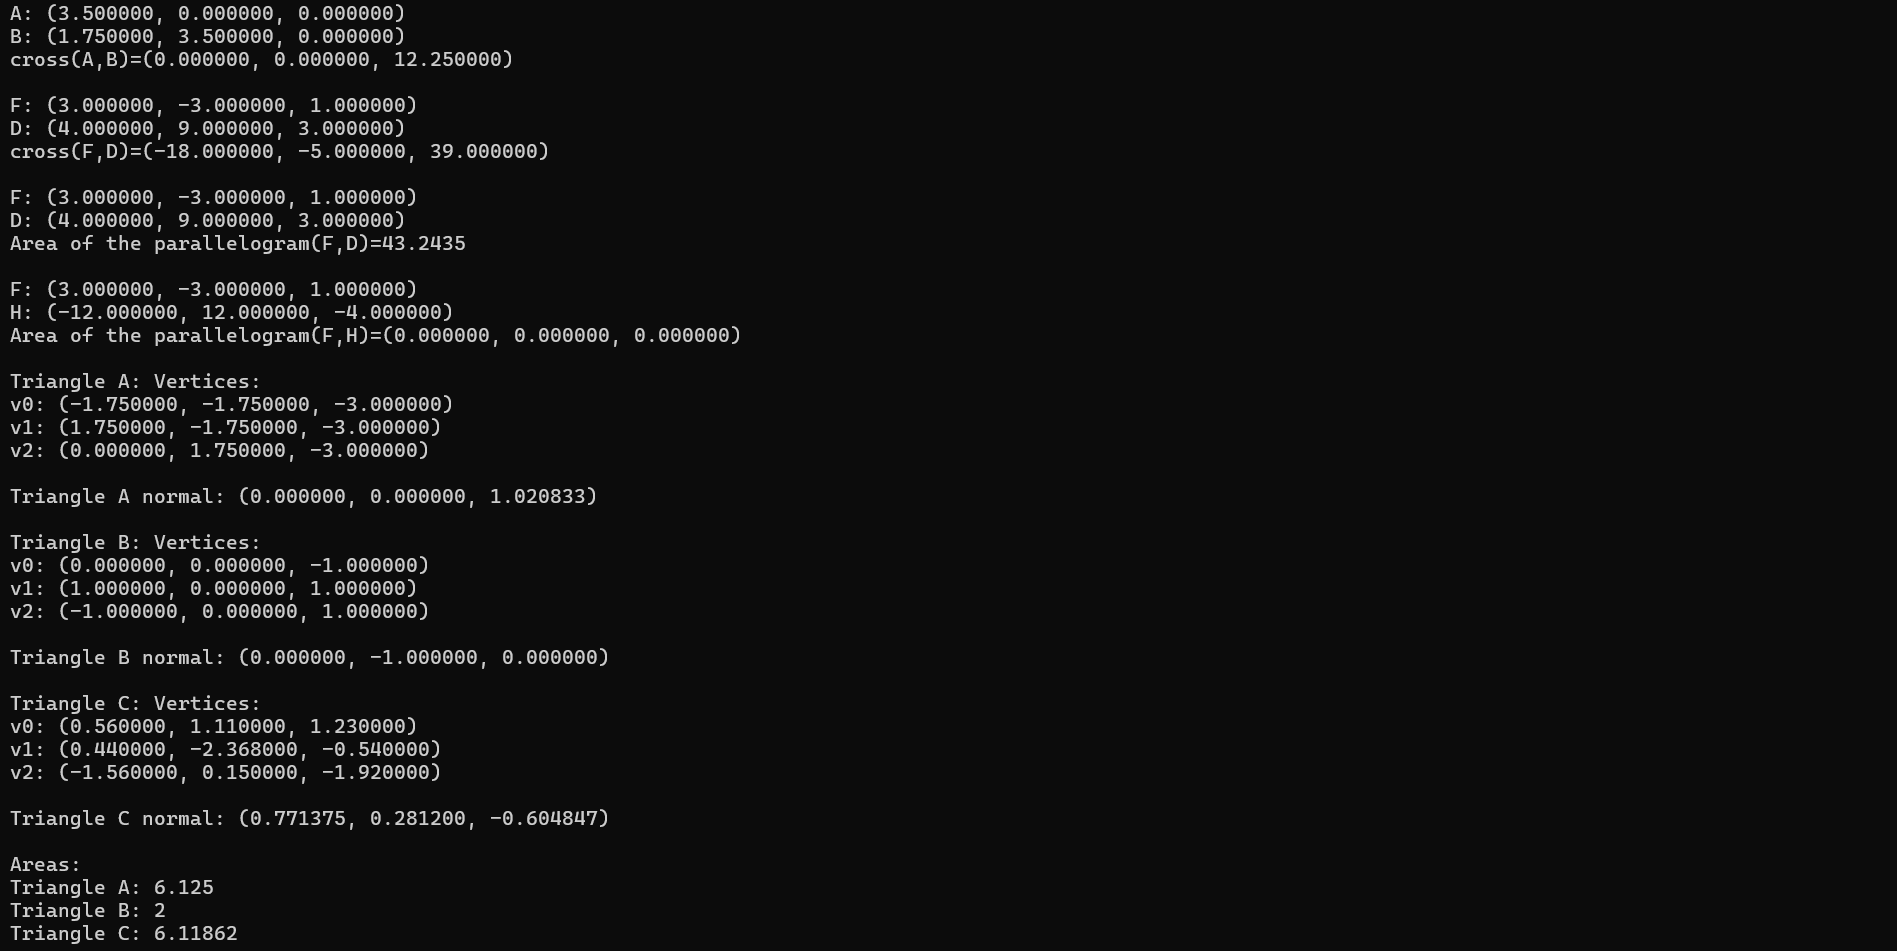 A: (3.500000, 0.000000, 0.000000)
B: (1.750000, 3.500000, 0.000000)
cross(A,B)=(0.000000, 0.000000, 12.250000)
F: (3.000000, -3.000000, 1.000000)
D: (4.000000, 9.000000, 3.000000)
cross(F,D)=(-18.000000, -5.000000, 39.000000)
F: (3.000000, -3.000000, 1.000000)
D: (4.000000, 9.000000, 3.000000)
Area of the parallelogram(F,D)=43.2435
F: (3.000000, -3.000000, 1.000000)
H: (-12.000000, 12.000000, -4.000000)
Area of the parallelogram(F,H)=(0.000000, 0.000000, 0.000000)
Triangle A: Vertices:
v0: (-1.750000, -1.750000, -3.000000)
v1: (1.750000, -1.750000, -3.000000)
v2: (0.000000, 1.750000, -3.000000)
Triangle A normal: (0.000000, 0.000000, 1.020833)
Triangle B: Vertices:
v0: (0.000000, 0.000000, -1.000000)
v1: (1.000000, 0.000000, 1.000000)
v2: (-1.000000, 0.000000, 1.000000)
Triangle B normal: (0.000000, -1.000000, 0.000000)
Triangle C: Vertices:
v0: (0.560000, 1.110000, 1.230000)
v1: (0.440000, -2.368000, -0.540000)
v2: (-1.560000, 0.150000, -1.920000)
Triangle C normal: (0.771375, 0.281200, -0.604847)
Areas:
Triangle A: 6.125
Triangle B: 2
Triangle C: 6.11862